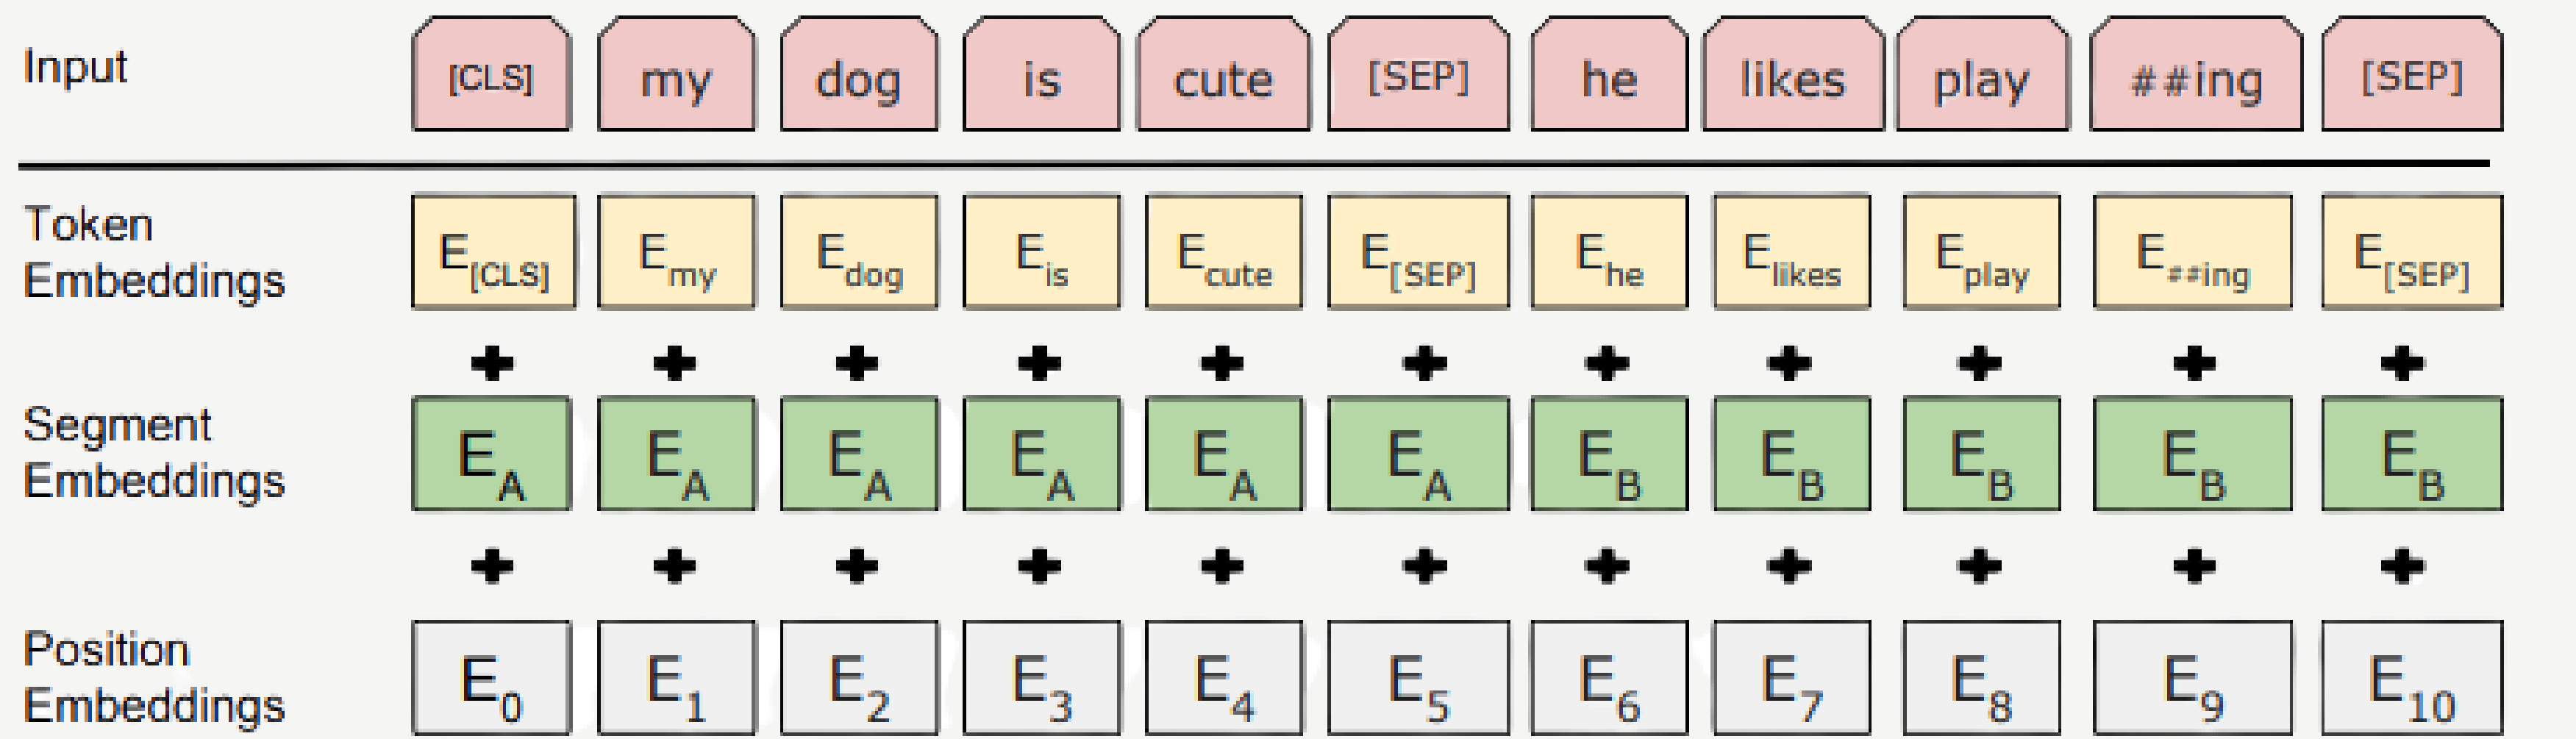 Input [CLS] my dog is cute [SEP] he likes play ##ing [SEP]
Token
Embeddings E[CLS] Emy Edog Eis Ecute E[SEP] Ehe Elikes Eplay E##ing E[SEP]
+ + + + + + + + + + +
Segment
Embeddings EA EA EA EA EA EA EB EB EB EB EB
+ + + + + + + + + + +
Position
Embeddings E0 E1 E2 E3 E4 E5 E6 E7 E8 E9 E10